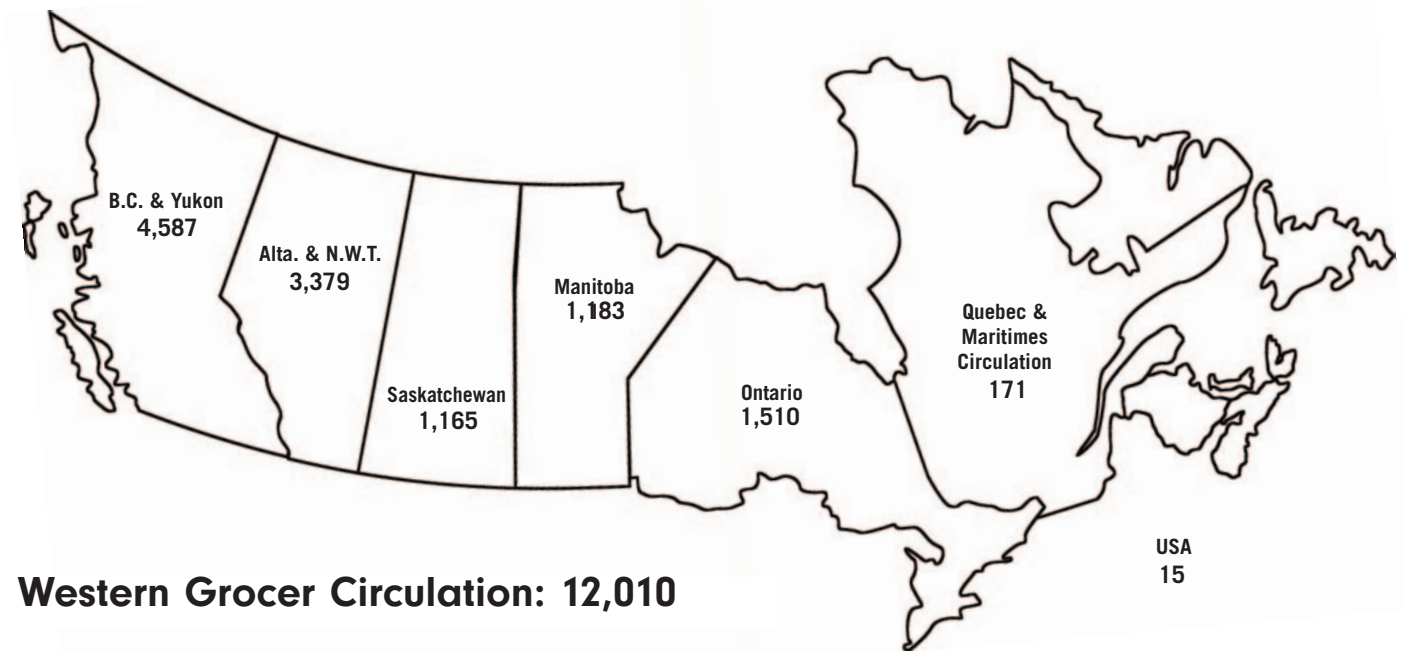 B.C. & Yukon
4,587
Alta. & N.W.T.
3,379
Saskatchewan
1,165
Manitoba
1,183
Ontario
1,510
Quebec &
Maritimes
Circulation
171
USA
15
Western Grocer Circulation: 12,010